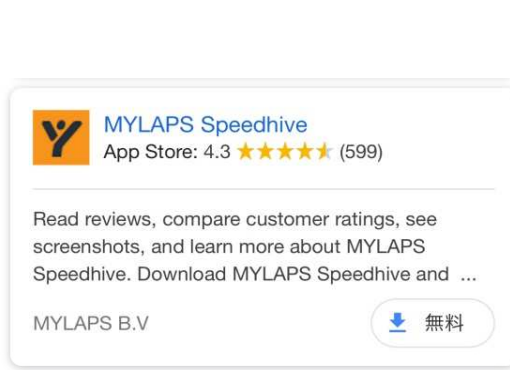 MYLAPS Speedhive
App Store: 4.3 ★★★★★ (599)
Read reviews, compare customer ratings, see
screenshots, and learn more about MYLAPS
Speedhive. Download MYLAPS Speedhive and ...
MYLAPS B.V
無料